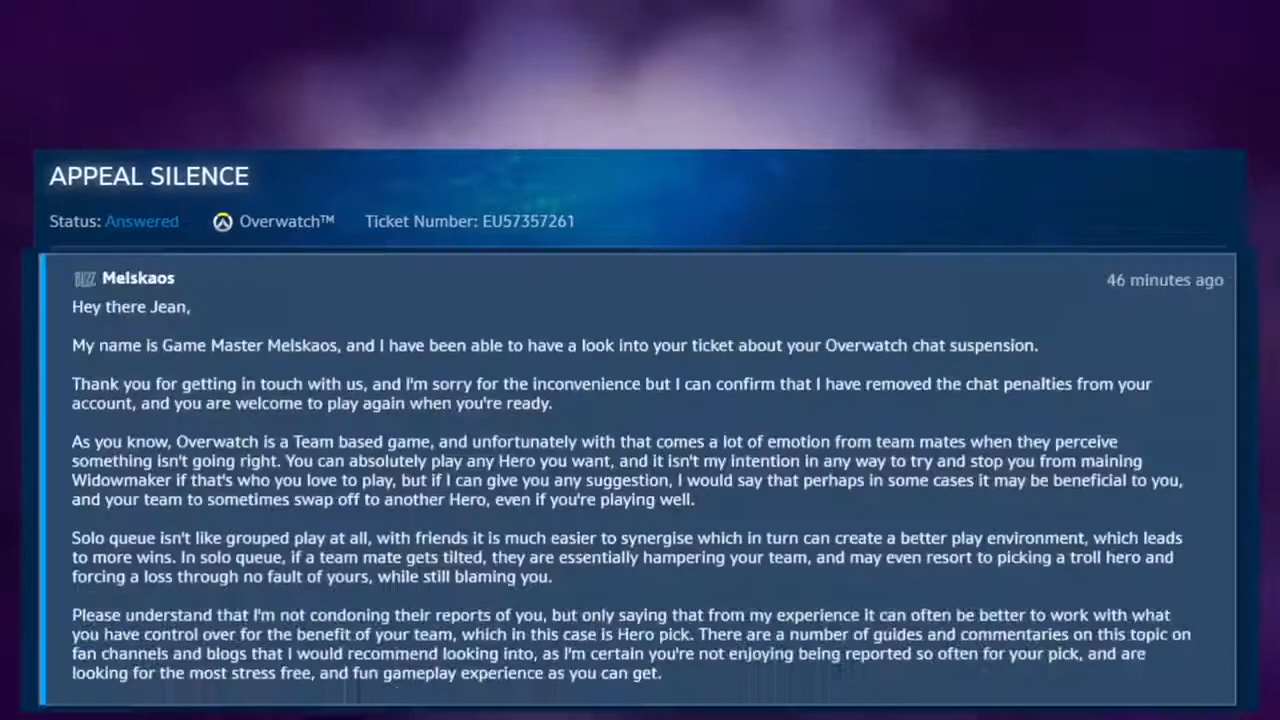 APPEAL SILENCE
Status: Answered Overwatch™ Ticket Number: EU57357261
BLIZZ Melskaos 46 minutes ago
Hey there Jean,
My name is Game Master Melskaos, and I have been able to have a look into your ticket about your Overwatch chat suspension.
Thank you for getting in touch with us, and I'm sorry for the inconvenience but I can confirm that I have removed the chat penalties from your
account, and you are welcome to play again when you're ready.
As you know, Overwatch is a Team based game, and unfortunately with that comes a lot of emotion from team mates when they perceive
something isn't going right. You can absolutely play any Hero you want, and it isn't my intention in any way to try and stop you from maining
Widowmaker if that's who you love to play, but if I can give you any suggestion, I would say that perhaps in some cases it may be beneficial to you,
and your team to sometimes swap off to another Hero, even if you're playing well.
Solo queue isn't like grouped play at all, with friends it is much easier to synergise which in turn can create a better play environment, which leads
to more wins. In solo queue, if a team mate gets tilted, they are essentially hampering your team, and may even resort to picking a troll hero and
forcing a loss through no fault of yours, while still blaming you.
Please understand that I'm not condoning their reports of you, but only saying that from my experience it can often be better to work with what
you have control over for the benefit of your team, which in this case is Hero pick. There are a number of guides and commentaries on this topic on
fan channels and blogs that I would recommend looking into, as I'm certain you're not enjoying being reported so often for your pick, and are
looking for the most stress free, and fun gameplay experience as you can get.